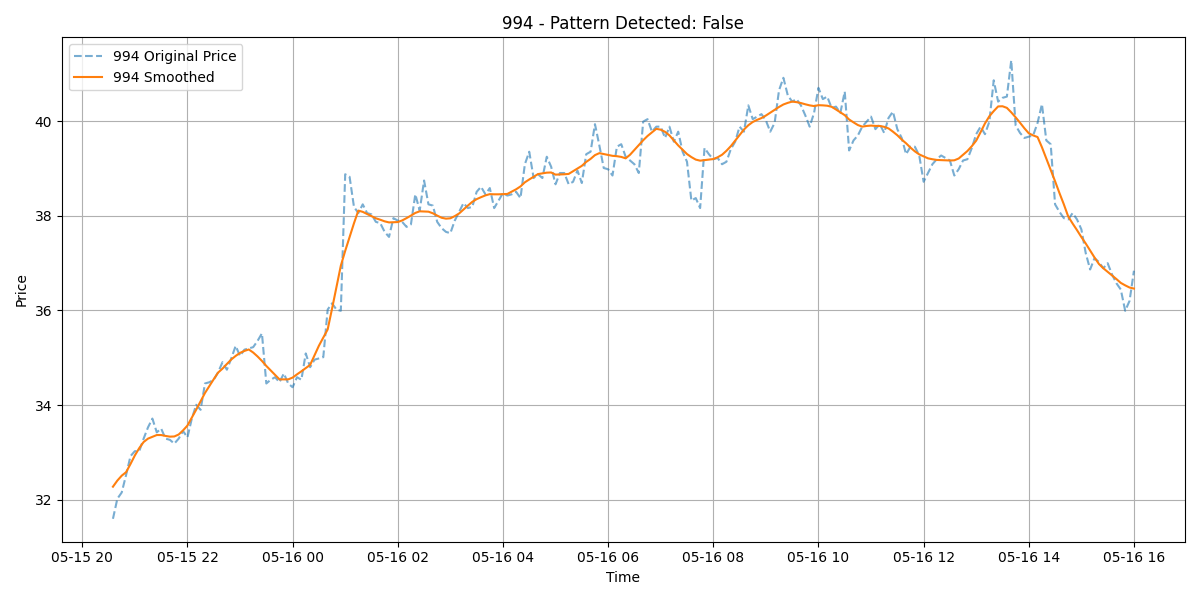 994 - Pattern Detected: False
994 Original Price
994 Smoothed
Price
40
38
36
34
32
05-15 20 05-15 22 05-16 00 05-16 02 05-16 04 05-16 06 05-16 08 05-16 10 05-16 12 05-16 14 05-16 16
Time